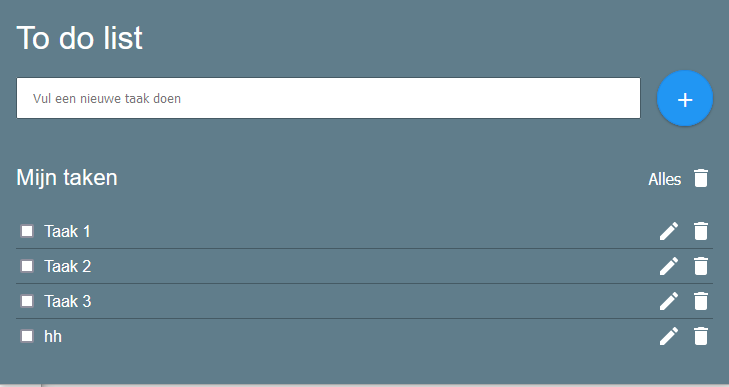 To do list
Vul een nieuwe taak doen
+
Mijn taken
Alles
Taak 1
Taak 2
Taak 3
hh